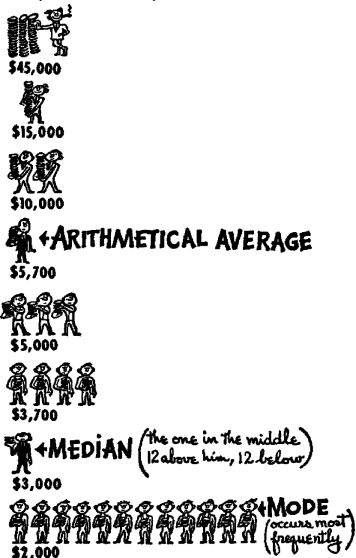 $45,000
$15,000
$10,000
←ARITHMETICAL AVERAGE
$5,700
$5,000
$3,700
←MEDIAN (the one in the middle
12 above him, 12 below)
$3,000
←MODE
(occurs most
frequently)
$2,000